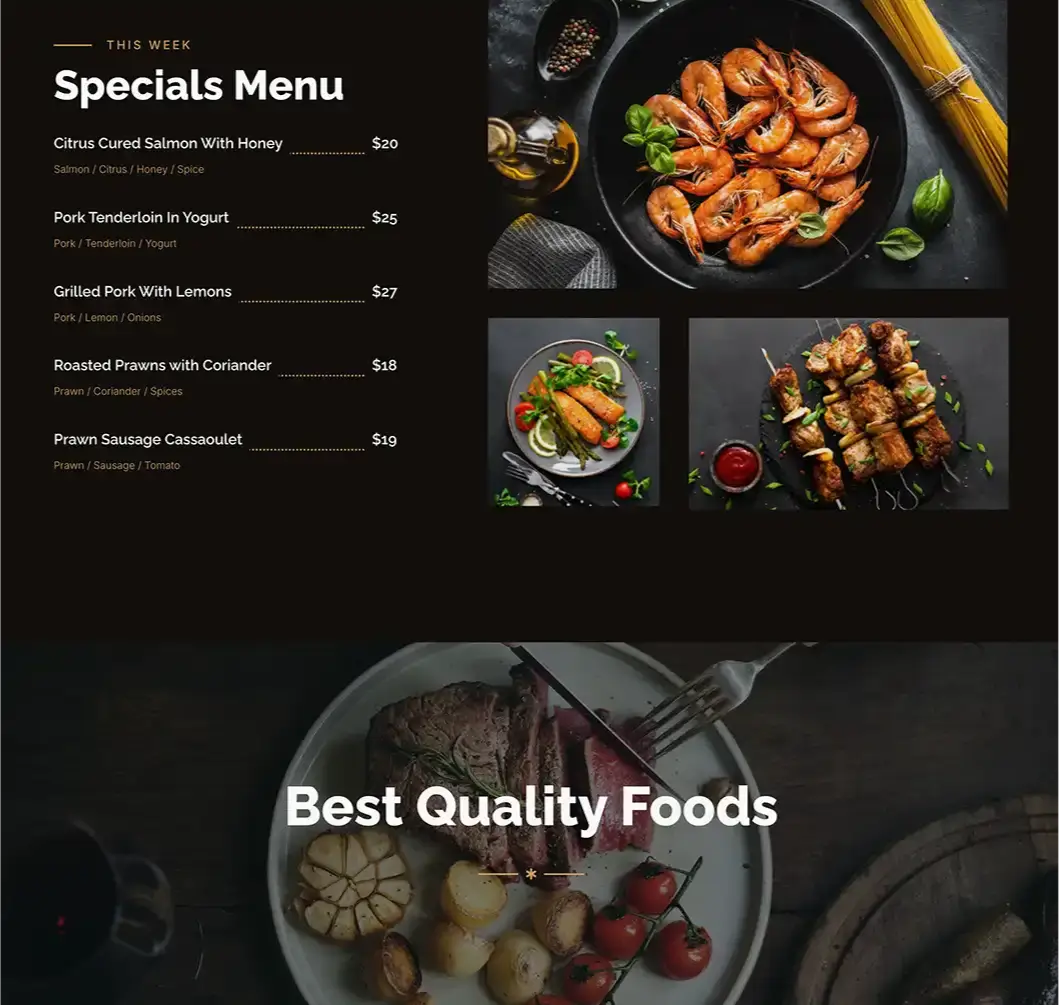 THIS WEEK
Specials Menu
Citrus Cured Salmon With Honey $20
Salmon / Citrus / Honey / Spice
Pork Tenderloin In Yogurt $25
Pork / Tenderloin / Yogurt
Grilled Pork With Lemons $27
Pork / Lemon / Onions
Roasted Prawns with Coriander $18
Prawn / Coriander / Spices
Prawn Sausage Cassaoulet $19
Prawn / Sausage / Tomato
Best Quality Foods